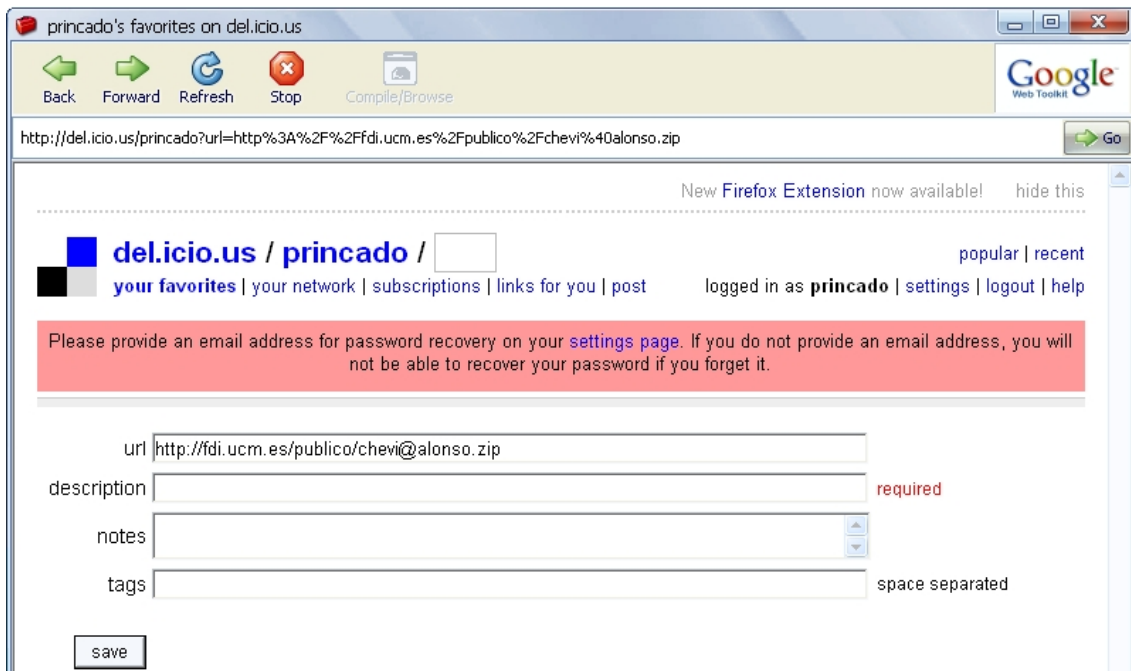 princado's favorites on del.icio.us
Back Forward Refresh Stop Compile/Browse
Google
Web Toolkit
http://del.icio.us/princado?url=http%3A%2F%2Ffdi.ucm.es%2Fpublico%2Fchevi%40alonso.zip Go
New Firefox Extension now available! hide this
del.icio.us / princado /
popular | recent
your favorites | your network | subscriptions | links for you | post logged in as princado | settings | logout | help
Please provide an email address for password recovery on your settings page. If you do not provide an email address, you will
not be able to recover your password if you forget it.
url http://fdi.ucm.es/publico/chevi@alonso.zip
description required
notes
tags space separated
save